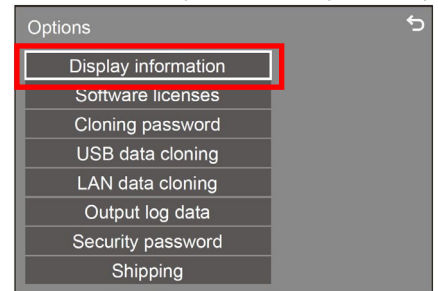 Options
Display information
Software licenses
Cloning password
USB data cloning
LAN data cloning
Output log data
Security password
Shipping